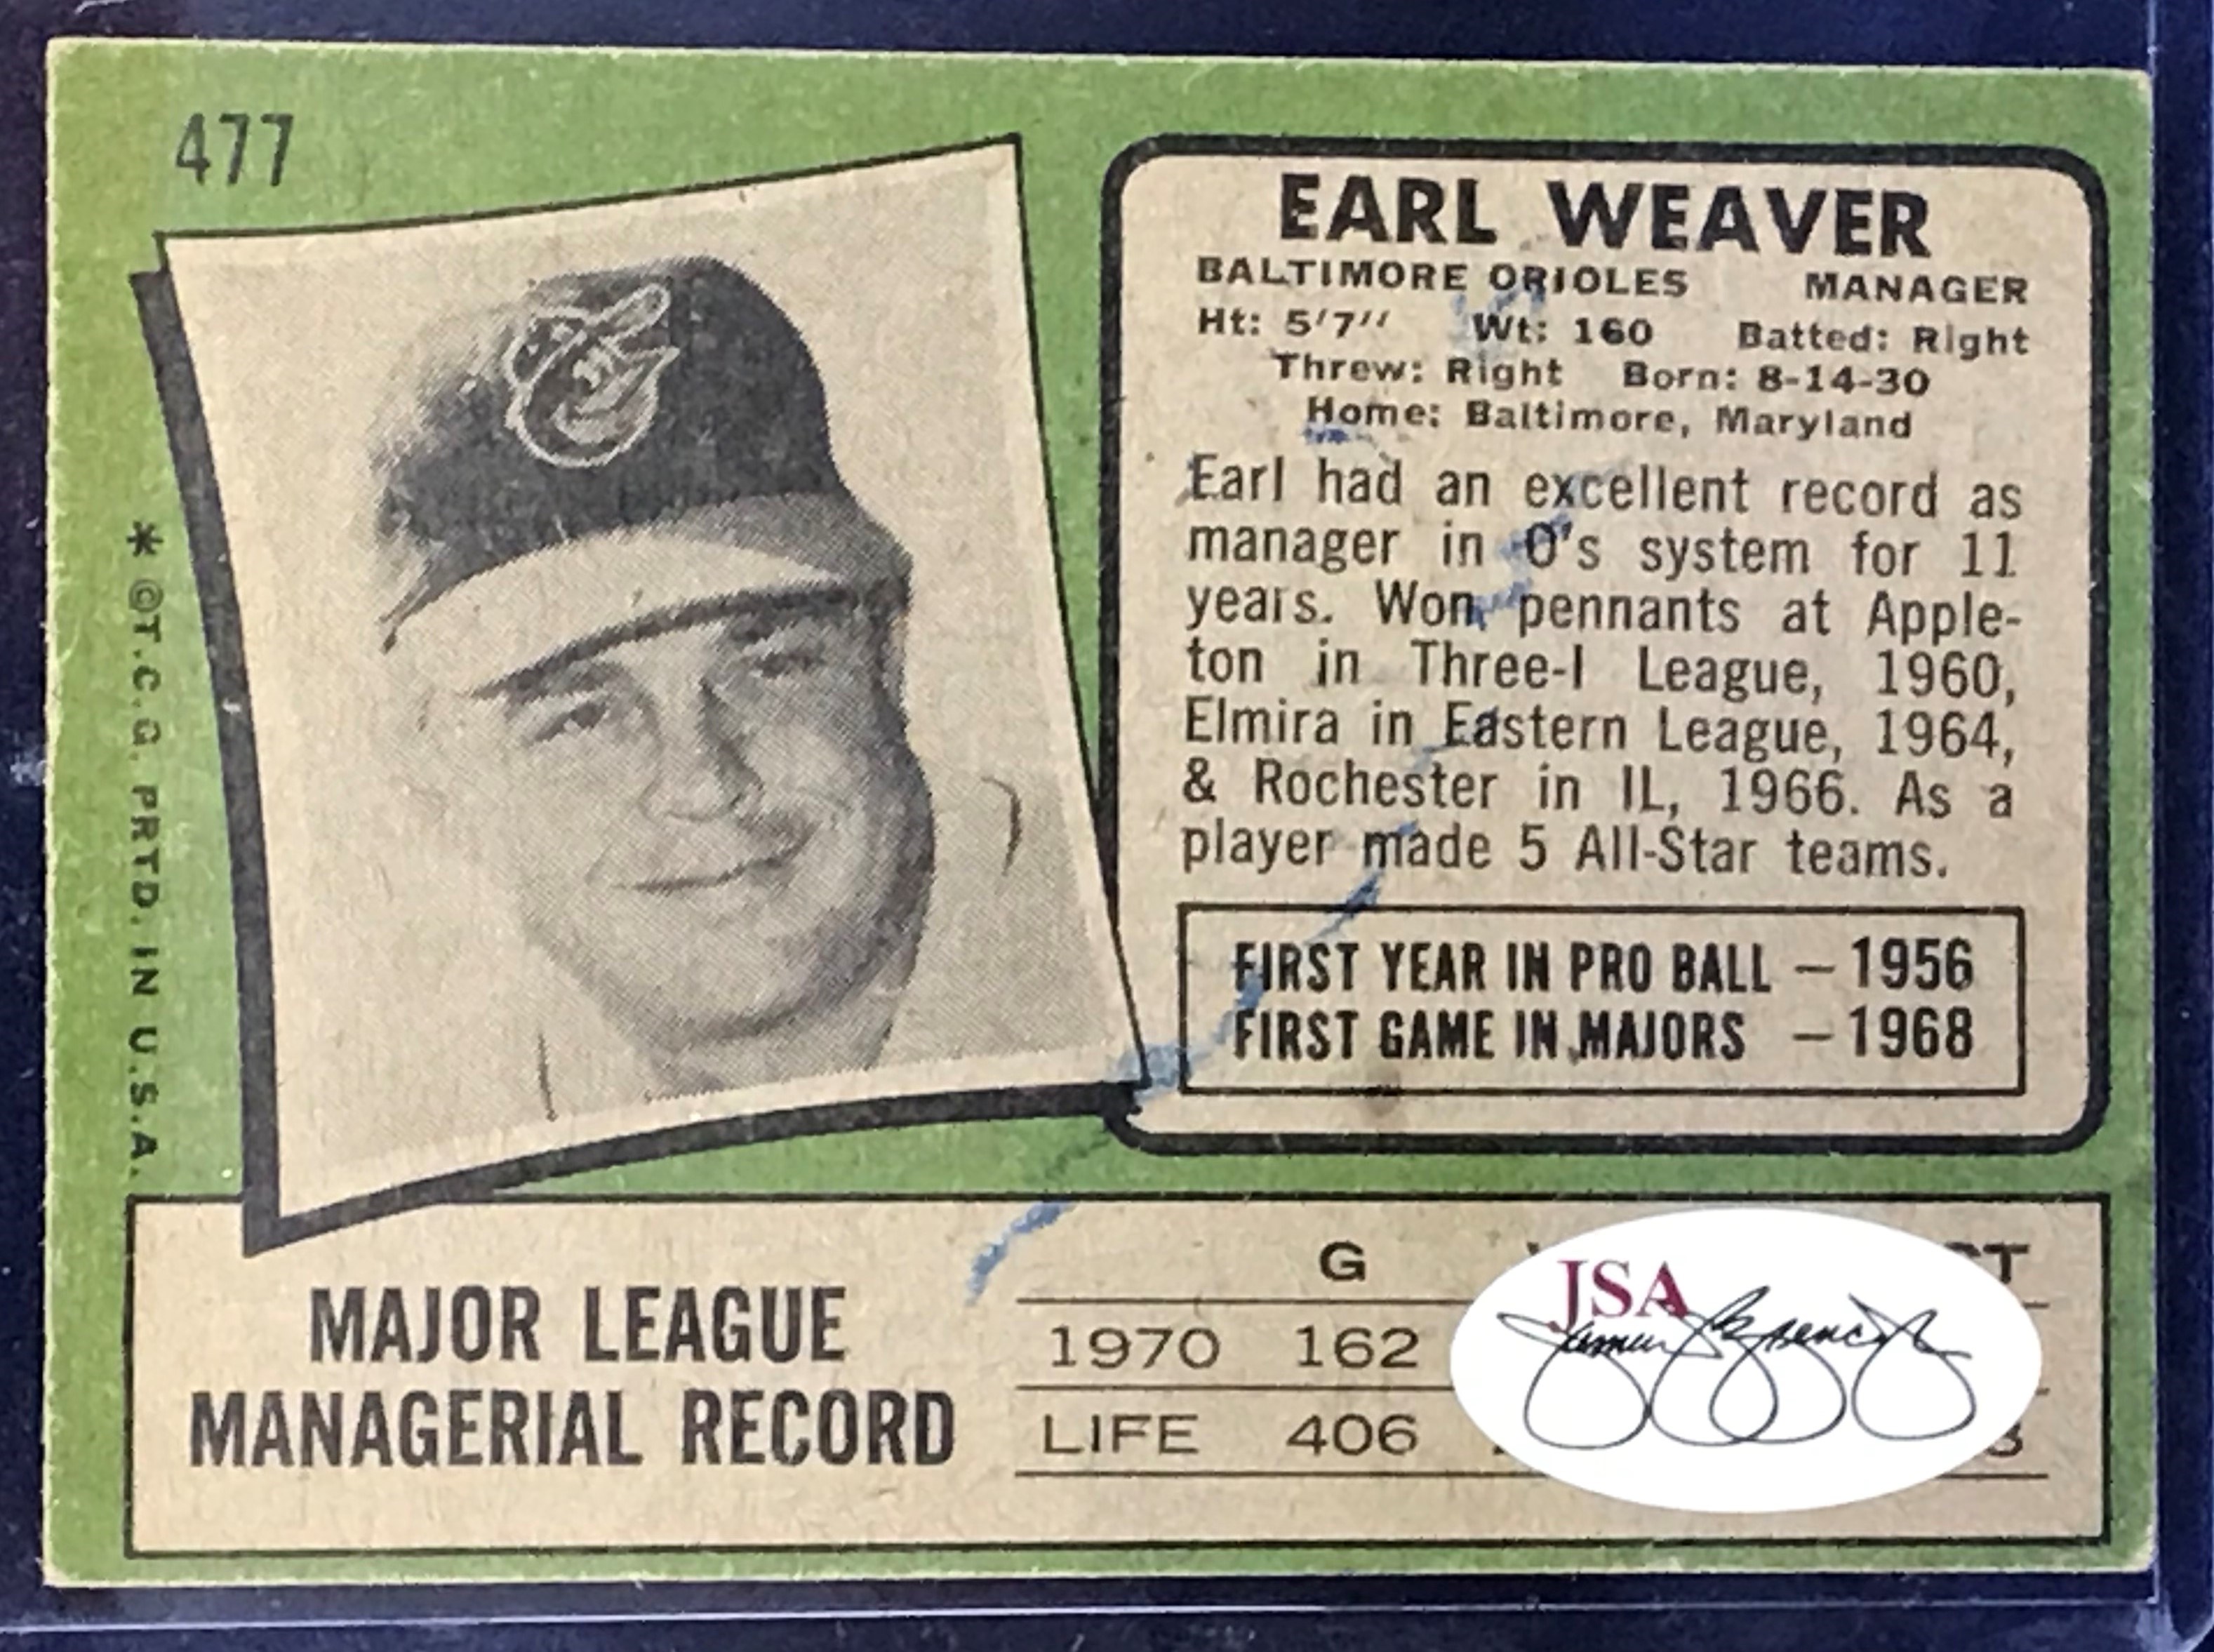 477
EARL WEAVER
BALTIMORE ORIOLES MANAGER
Ht: 5'7" Wt: 160 Batted: Right
Threw: Right Born: 8-14-30
Home: Baltimore, Maryland
Earl had an excellent record as
manager in O's system for 11
years. Won pennants at Apple-
ton in Three-I League, 1960,
Elmira in Eastern League, 1964,
& Rochester in IL, 1966. As a
player made 5 All-Star teams.
FIRST YEAR IN PRO BALL — 1956
FIRST GAME IN MAJORS — 1968
* ©T.C.G. PRTD. IN U.S.A.
MAJOR LEAGUE
MANAGERIAL RECORD
G
1970 162
LIFE 406
JSA